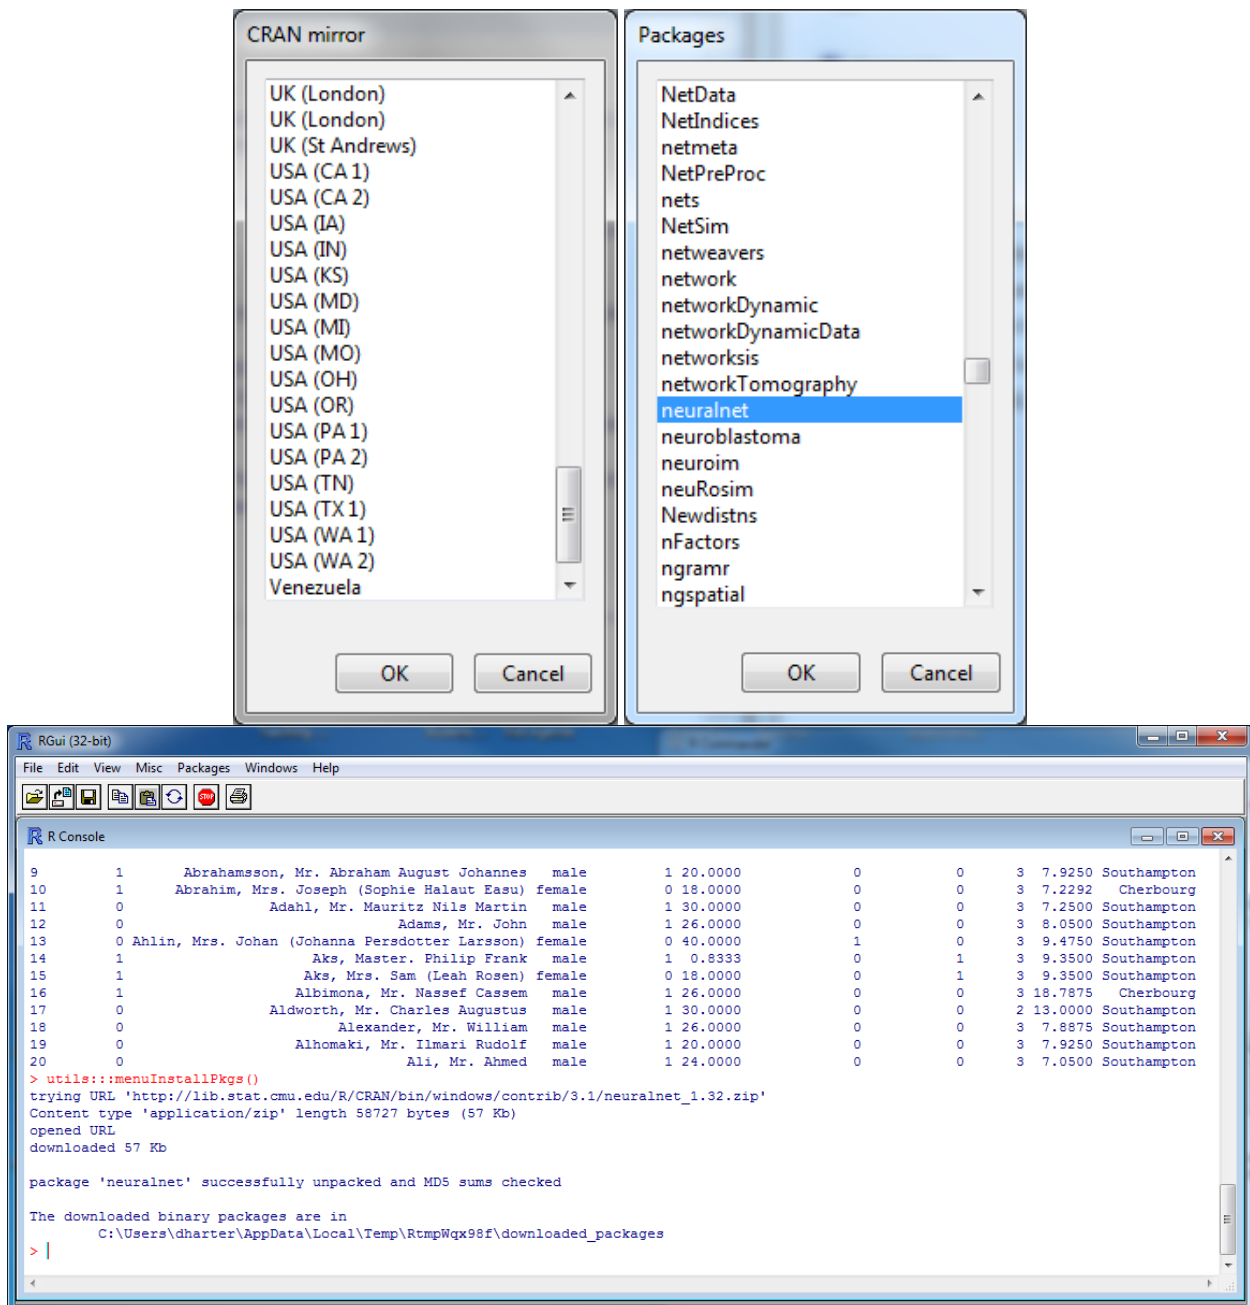 CRAN mirror
UK (London)
UK (London)
UK (St Andrews)
USA (CA 1)
USA (CA 2)
USA (IA)
USA (IN)
USA (KS)
USA (MD)
USA (MI)
USA (MO)
USA (OH)
USA (OR)
USA (PA 1)
USA (PA 2)
USA (TN)
USA (TX 1)
USA (WA 1)
USA (WA 2)
Venezuela
OK Cancel
Packages
NetData
NetIndices
netmeta
NetPreProc
nets
NetSim
netweavers
network
networkDynamic
networkDynamicData
networksis
networkTomography
neuralnet
neuroblastoma
neuroim
neuRosim
Newdistns
nFactors
ngramr
ngspatial
OK Cancel
RGui (32-bit)
File Edit View Misc Packages Windows Help
STOP
R Console
9 1 Abrahamsson, Mr. Abraham August Johannes male 1 20.0000 0 0 3 7.9250 Southampton
10 1 Abrahim, Mrs. Joseph (Sophie Halaut Easu) female 0 18.0000 0 0 3 7.2292 Cherbourg
11 0 Adahl, Mr. Mauritz Nils Martin male 1 30.0000 0 0 3 7.2500 Southampton
12 0 Adams, Mr. John male 1 26.0000 0 0 3 8.0500 Southampton
13 0 Ahlin, Mrs. Johan (Johanna Persdotter Larsson) female 0 40.0000 1 0 3 9.4750 Southampton
14 1 Aks, Master. Philip Frank male 1 0.8333 0 1 3 9.3500 Southampton
15 1 Aks, Mrs. Sam (Leah Rosen) female 0 18.0000 0 1 3 9.3500 Southampton
16 1 Albimona, Mr. Nassef Cassem male 1 26.0000 0 0 3 18.7875 Cherbourg
17 0 Aldworth, Mr. Charles Augustus male 1 30.0000 0 0 2 13.0000 Southampton
18 0 Alexander, Mr. William male 1 26.0000 0 0 3 7.8875 Southampton
19 0 Alhomaki, Mr. Ilmari Rudolf male 1 20.0000 0 0 3 7.9250 Southampton
20 0 Ali, Mr. Ahmed male 1 24.0000 0 0 3 7.0500 Southampton
> utils:::menuInstallPkgs()
trying URL 'http://lib.stat.cmu.edu/R/CRAN/bin/windows/contrib/3.1/neuralnet_1.32.zip'
Content type 'application/zip' length 58727 bytes (57 Kb)
opened URL
downloaded 57 Kb
package 'neuralnet' successfully unpacked and MD5 sums checked
The downloaded binary packages are in
C:\Users\dharter\AppData\Local\Temp\RtmpWqx98f\downloaded_packages
>